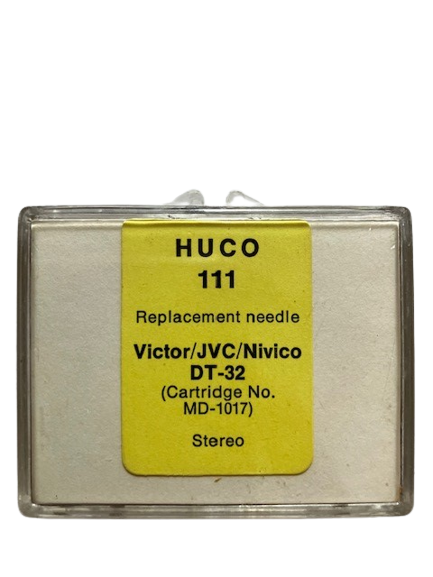 HUCO
111
Replacement needle
Victor/JVC/Nivico
DT-32
(Cartridge No.
MD-1017)
Stereo